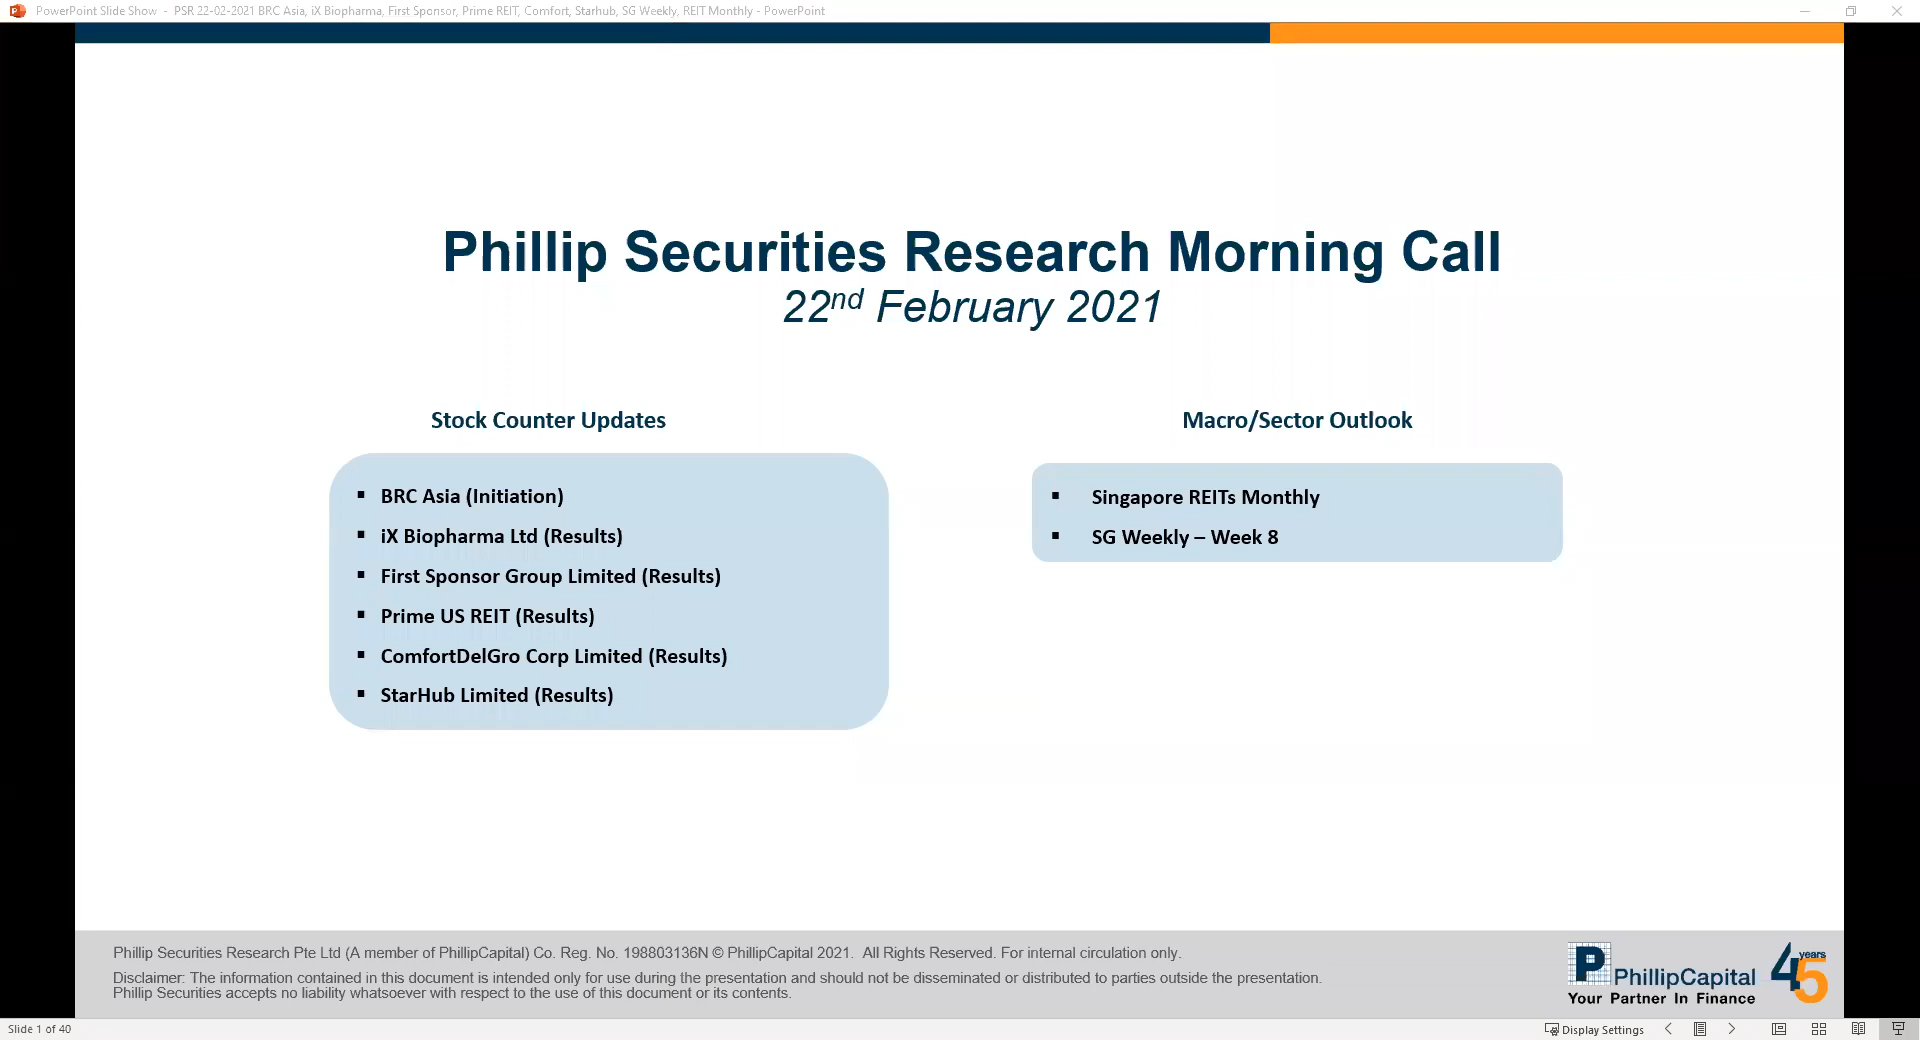 PowerPoint Slide Show - PSR 22-02-2021 BRC Asia, iX Biopharma, First Sponsor, Prime REIT, Comfort, Starhub, SG Weekly, REIT Monthly - PowerPoint
Phillip Securities Research Morning Call
22nd February 2021
Stock Counter Updates
▪ BRC Asia (Initiation)
▪ iX Biopharma Ltd (Results)
▪ First Sponsor Group Limited (Results)
▪ Prime US REIT (Results)
▪ ComfortDelGro Corp Limited (Results)
▪ StarHub Limited (Results)
Macro/Sector Outlook
▪ Singapore REITs Monthly
▪ SG Weekly – Week 8
Phillip Securities Research Pte Ltd (A member of PhillipCapital) Co. Reg. No. 198803136N © PhillipCapital 2021. All Rights Reserved. For internal circulation only.
Disclaimer: The information contained in this document is intended only for use during the presentation and should not be disseminated or distributed to parties outside the presentation.
Phillip Securities accepts no liability whatsoever with respect to the use of this document or its contents.
P PhillipCapital
Your Partner In Finance
45 years
Slide 1 of 40
Display Settings